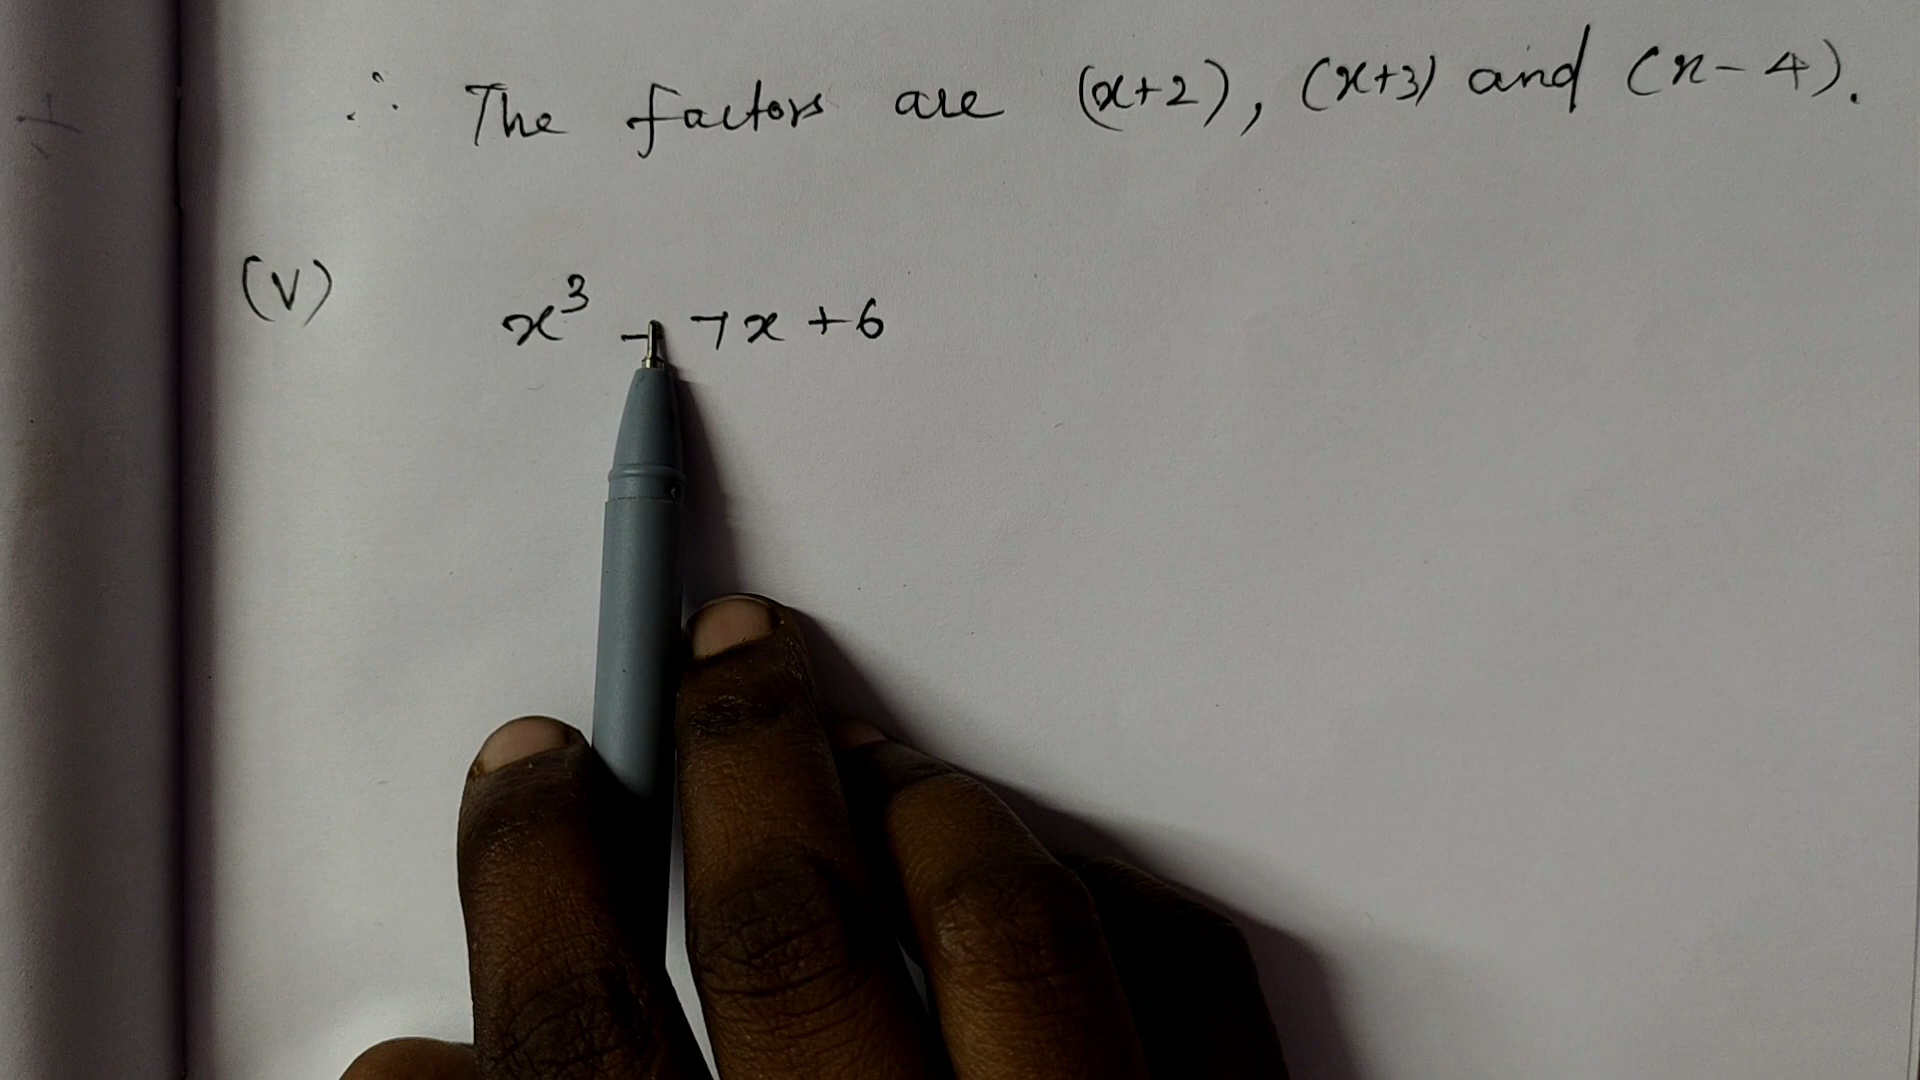 ∴ The factors are (x+2), (x+3) and (x-4).
(V) x³ - 7x + 6